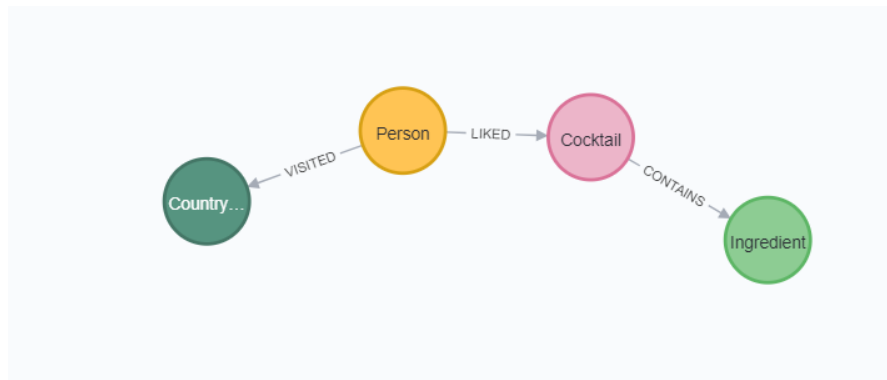 Person
LIKED
Cocktail
VISITED
CONTAINS
Country...
Ingredient